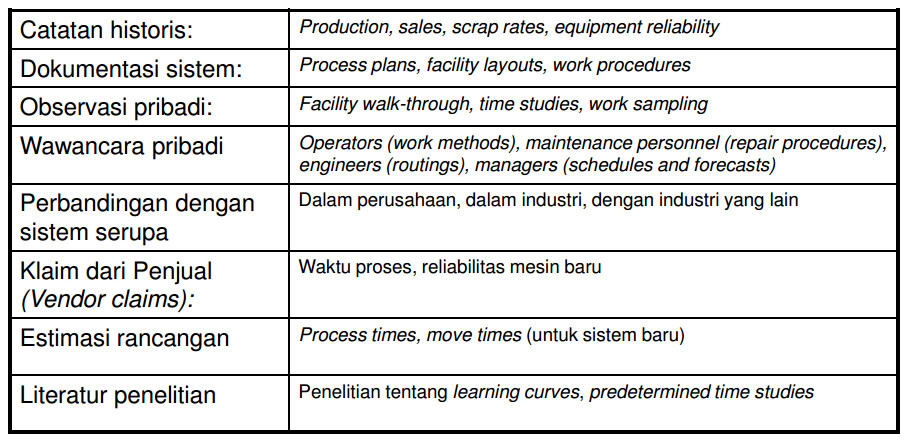 Catatan historis: Production, sales, scrap rates, equipment reliability
Dokumentasi sistem: Process plans, facility layouts, work procedures
Observasi pribadi: Facility walk-through, time studies, work sampling
Wawancara pribadi Operators (work methods), maintenance personnel (repair procedures),
engineers (routings), managers (schedules and forecasts)
Perbandingan dengan Dalam perusahaan, dalam industri, dengan industri yang lain
sistem serupa
Klaim dari Penjual Waktu proses, reliabilitas mesin baru
(Vendor claims):
Estimasi rancangan Process times, move times (untuk sistem baru)
Literatur penelitian Penelitian tentang learning curves, predetermined time studies